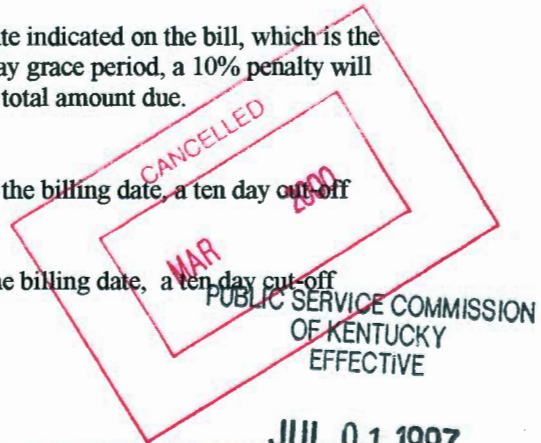 te indicated on the bill, which is the
ay grace period, a 10% penalty will
total amount due.
CANCELLED
the billing date, a ten day cut-off
2000
MAR
ne billing date, a ten day cut-off
PUBLIC SERVICE COMMISSION
OF KENTUCKY
EFFECTIVE
JUL 01 1997